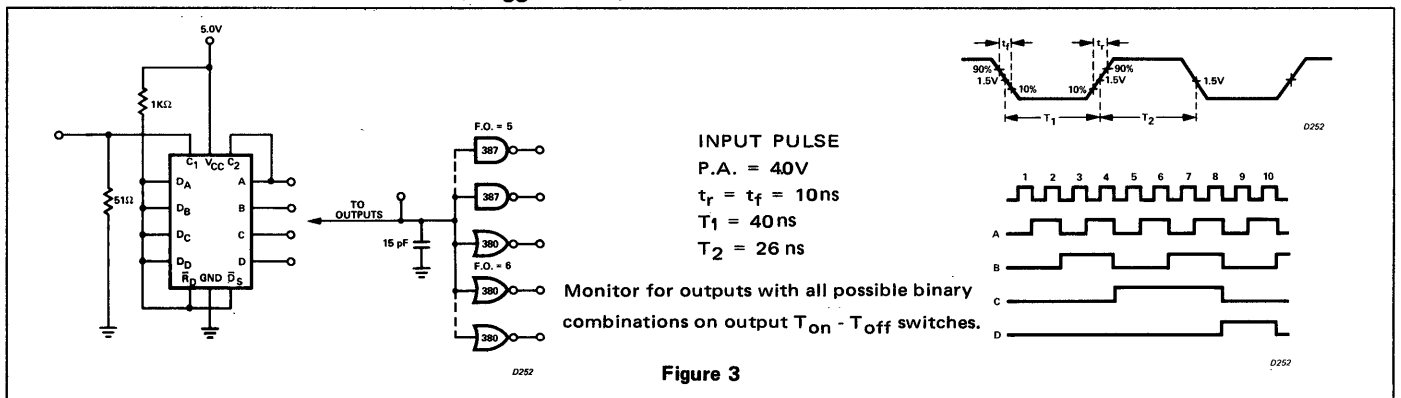 5.0V
1KΩ
51Ω
C1 VCC C2
DA
DB
DC
DD
A
B
C
D
R̅D GND D̅S
TO
OUTPUTS
15 pF
F.O. = 5
387
387
380
F.O. = 6
380
380
D252
INPUT PULSE
P.A. = 4.0V
tr = tf = 10ns
T1 = 40ns
T2 = 26 ns
Monitor for outputs with all possible binary
combinations on output Ton - Toff switches.
Figure 3
tf tr
90% 90%
1.5V 1.5V 1.5V
10% 10%
T1 T2
D252
1 2 3 4 5 6 7 8 9 10
A
B
C
D
D252